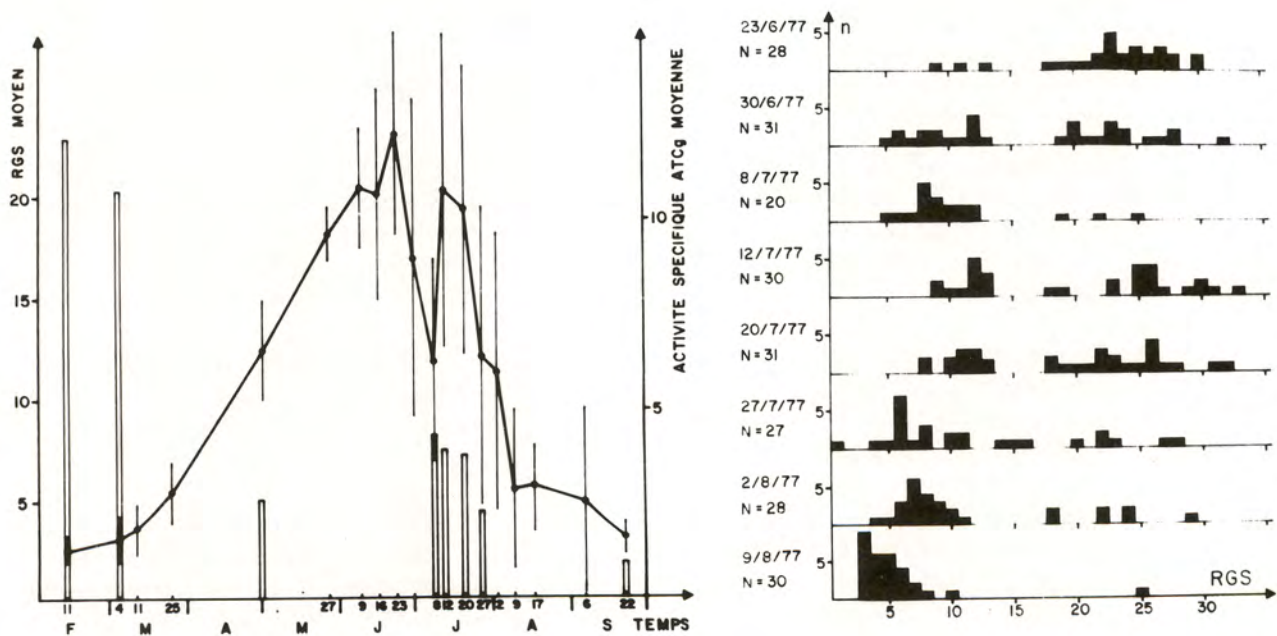 RGS MOYEN
20
15
10
5
ACTIVITE SPECIFIQUE ATCg MOYENNE
10
5
11 4 11 25 27 9 16 23 8 12 20 27 2 9 17 6 22
F M A M J J A S TEMPS
n
23/6/77
N = 28
5
30/6/77
N = 31
5
8/7/77
N = 20
5
12/7/77
N = 30
5
20/7/77
N = 31
5
27/7/77
N = 27
5
2/8/77
N = 28
5
9/8/77
N = 30
5
RGS
5 10 15 20 25 30